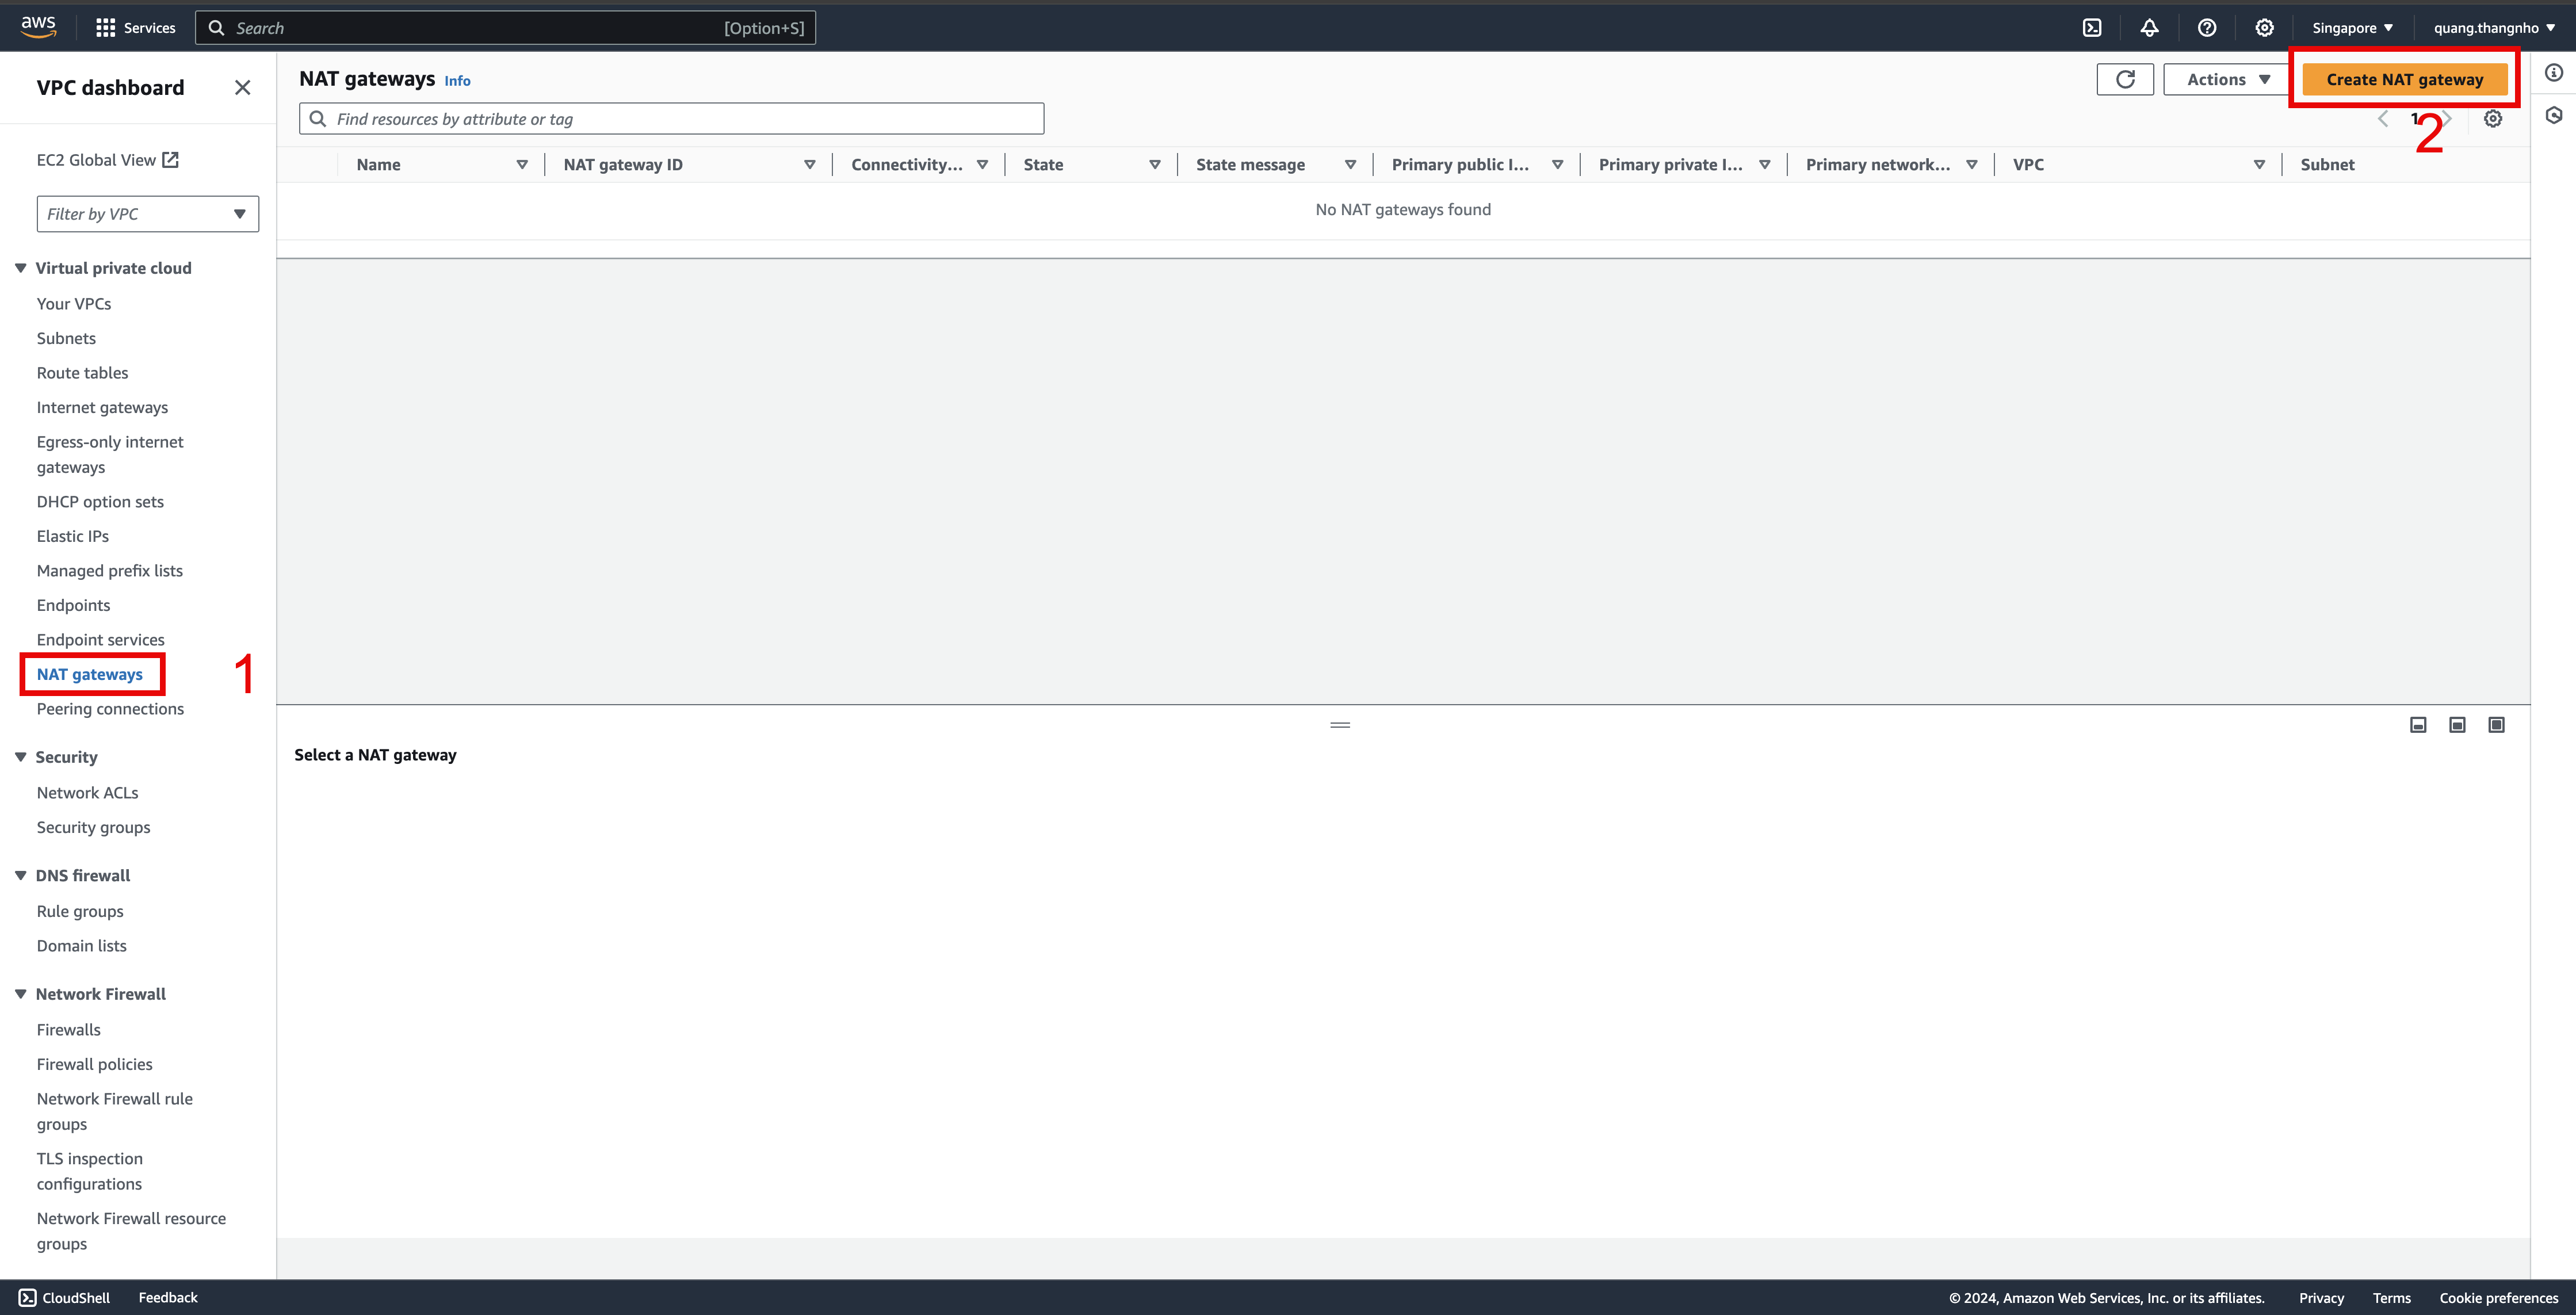 aws
Services
Search
[Option+S]
Singapore
quang.thangnho
VPC dashboard
EC2 Global View
Filter by VPC
Virtual private cloud
Your VPCs
Subnets
Route tables
Internet gateways
Egress-only internet
gateways
DHCP option sets
Elastic IPs
Managed prefix lists
Endpoints
Endpoint services
NAT gateways
1
Peering connections
Security
Network ACLs
Security groups
DNS firewall
Rule groups
Domain lists
Network Firewall
Firewalls
Firewall policies
Network Firewall rule
groups
TLS inspection
configurations
Network Firewall resource
groups
NAT gateways Info
Actions
Create NAT gateway
Find resources by attribute or tag
1
2
Name
NAT gateway ID
Connectivity...
State
State message
Primary public I...
Primary private I...
Primary network...
VPC
Subnet
No NAT gateways found
Select a NAT gateway
CloudShell
Feedback
© 2024, Amazon Web Services, Inc. or its affiliates.
Privacy
Terms
Cookie preferences